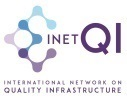 INETQI
INTERNATIONAL NETWORK ON
QUALITY INFRASTRUCTURE